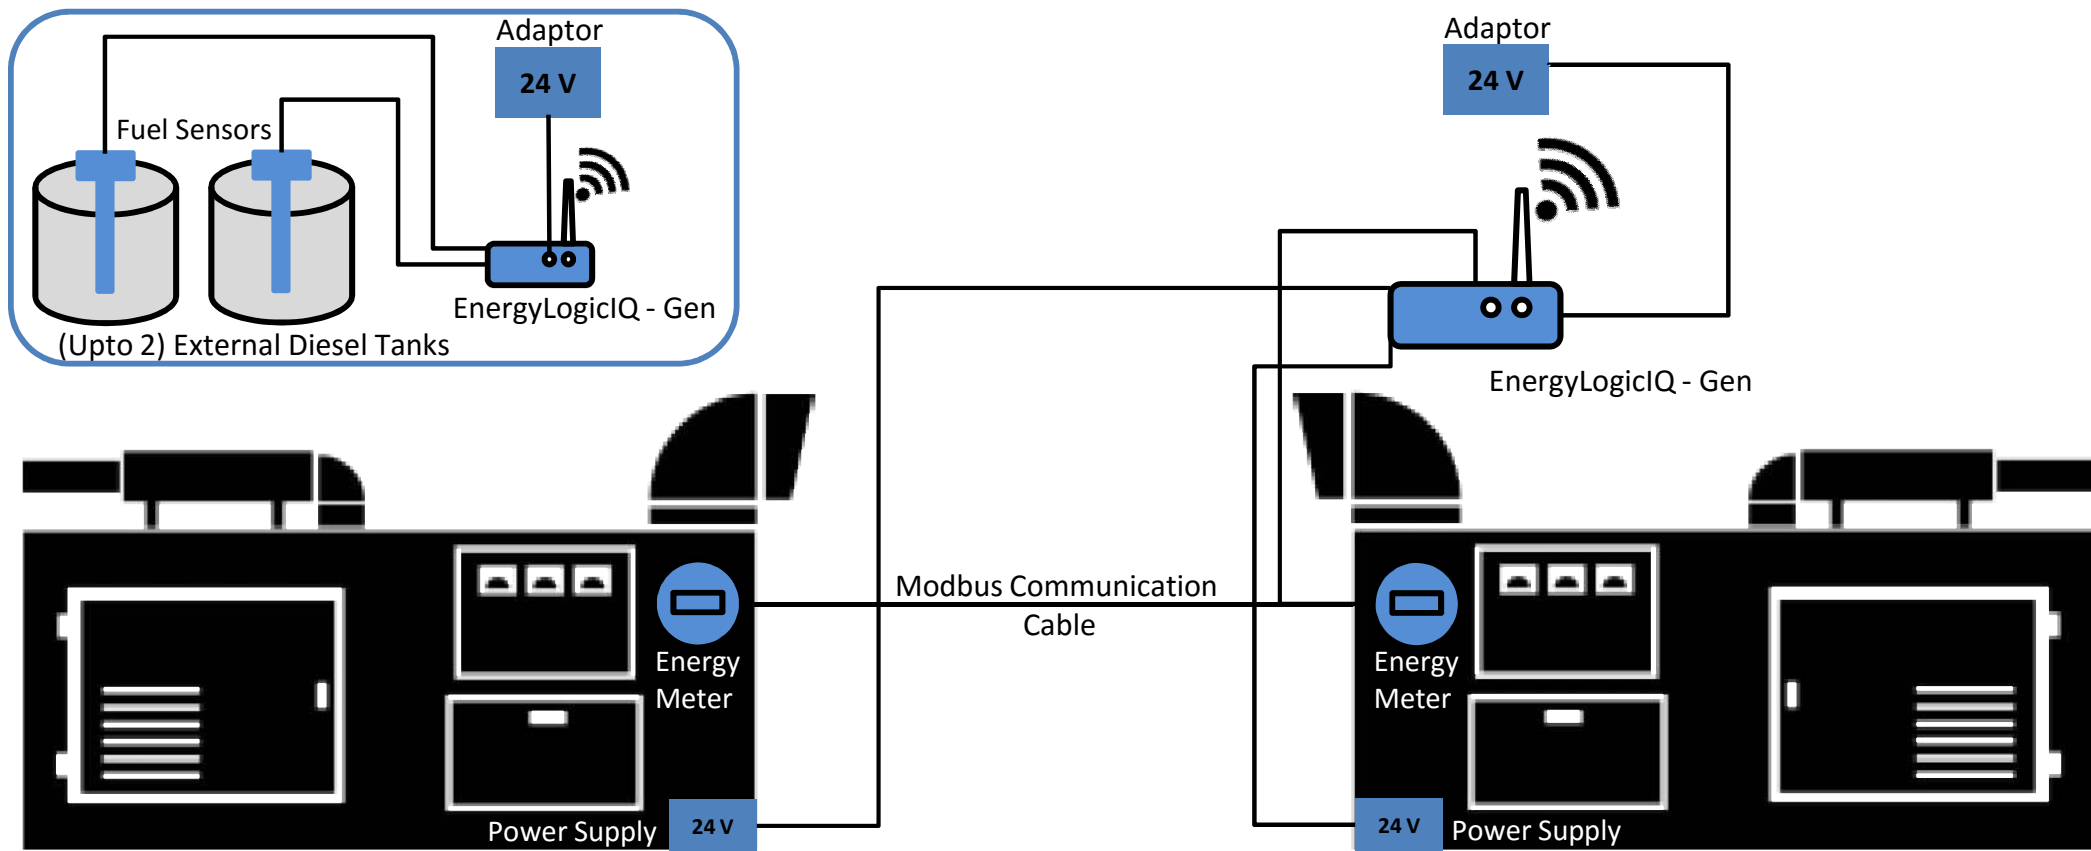 Adaptor
24 V
Fuel Sensors
EnergyLogicIQ - Gen
(Upto 2) External Diesel Tanks
Adaptor
24 V
EnergyLogicIQ - Gen
Modbus Communication
Cable
Energy
Meter
Power Supply
24 V
Energy
Meter
24 V
Power Supply